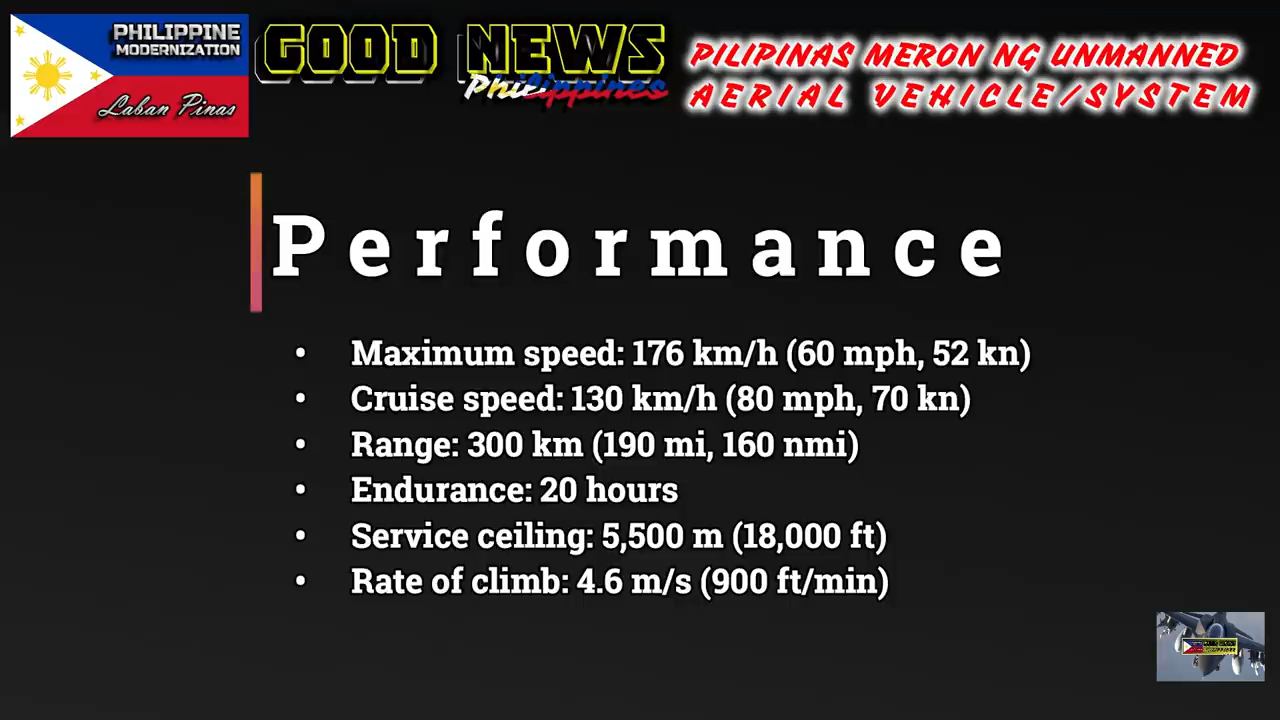 PHILIPPINE
MODERNIZATION
Laban Pinas
GOOD NEWS
Philippines
PILIPINAS MERON NG UNMANNED
AERIAL VEHICLE/SYSTEM
Performance
• Maximum speed: 176 km/h (60 mph, 52 kn)
• Cruise speed: 130 km/h (80 mph, 70 kn)
• Range: 300 km (190 mi, 160 nmi)
• Endurance: 20 hours
• Service ceiling: 5,500 m (18,000 ft)
• Rate of climb: 4.6 m/s (900 ft/min)